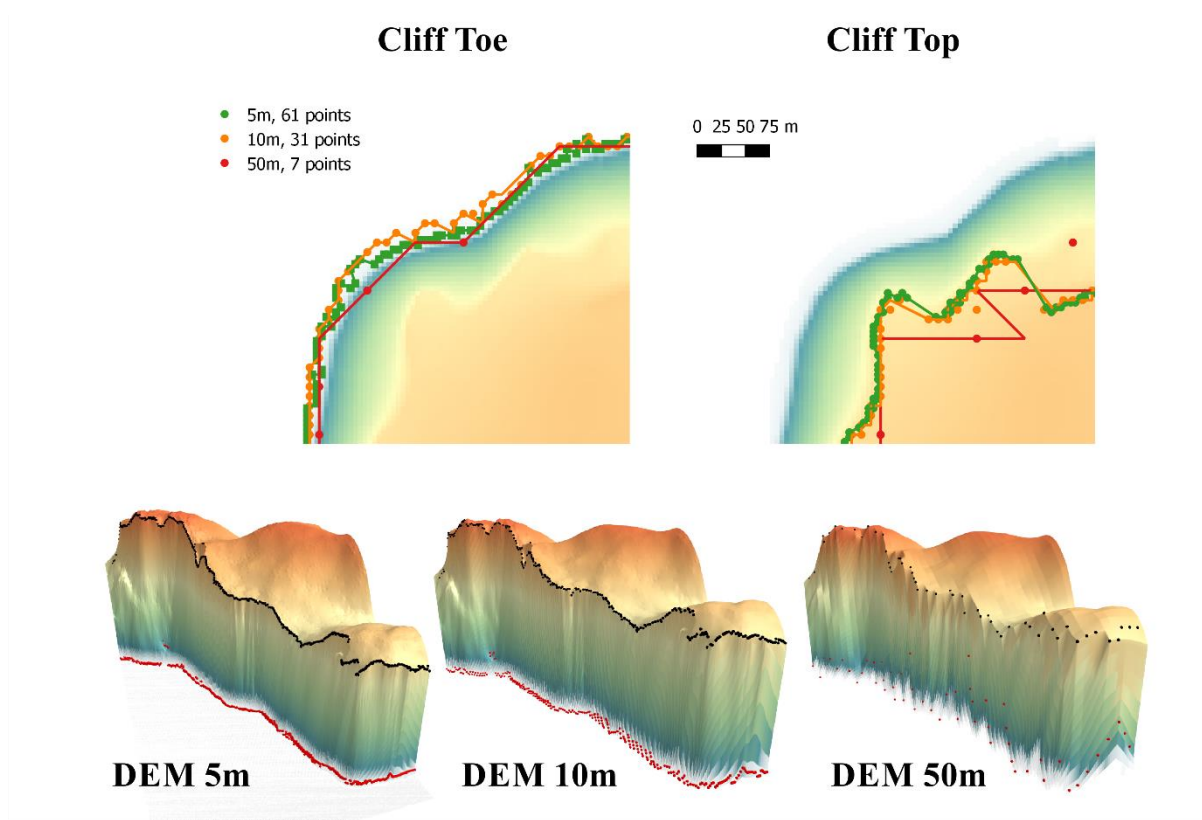 Cliff Toe
Cliff Top
5m, 61 points
10m, 31 points
50m, 7 points
0 25 50 75 m
DEM 5m
DEM 10m
DEM 50m